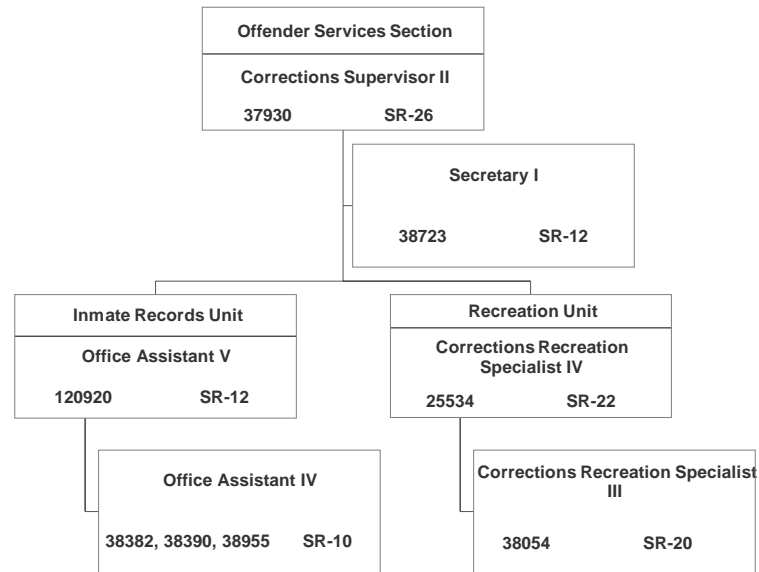 Offender Services Section
Corrections Supervisor II
37930 SR-26
Secretary I
38723 SR-12
Inmate Records Unit
Office Assistant V
120920 SR-12
Recreation Unit
Corrections Recreation
Specialist IV
25534 SR-22
Office Assistant IV
38382, 38390, 38955 SR-10
Corrections Recreation Specialist
III
38054 SR-20